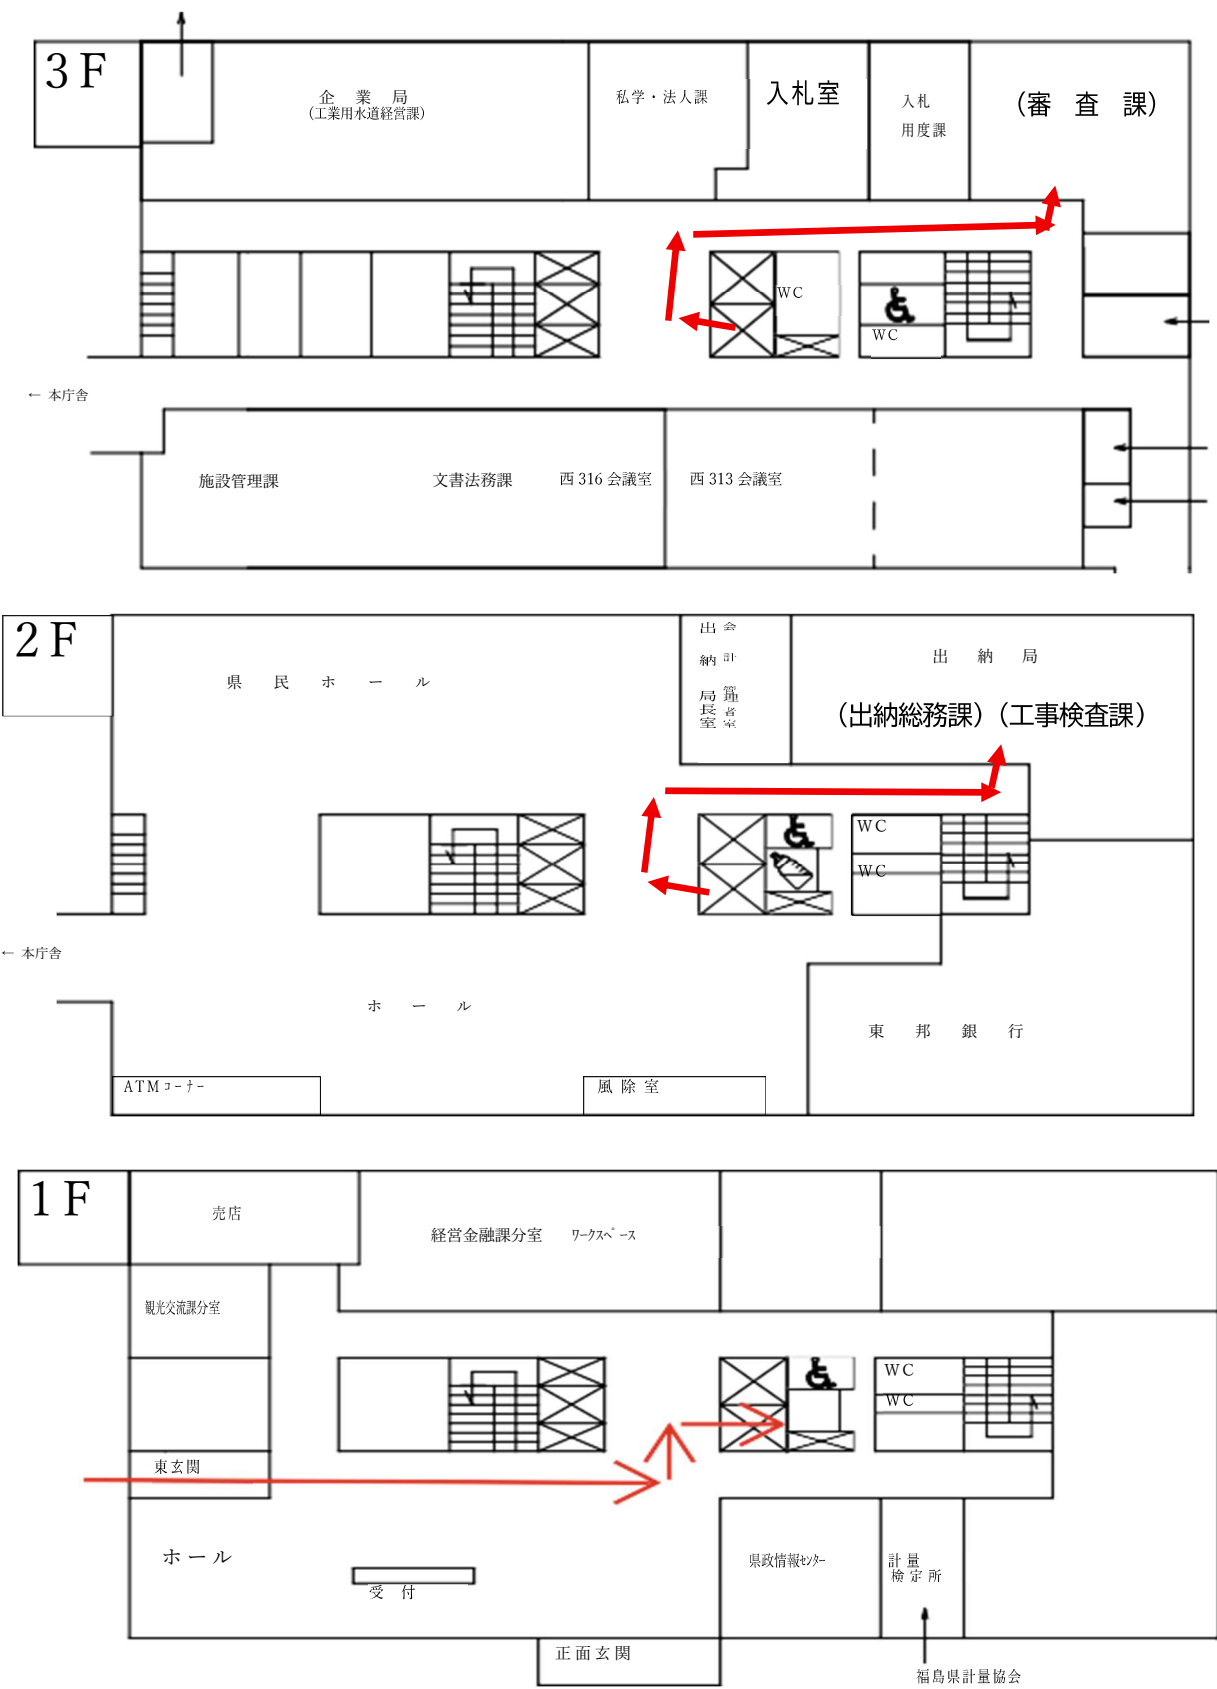 3F
企 業 局
(工業用水道経営課)
私学・法人課
入札室
入札
用度課
(審 査 課)
WC
WC
← 本庁舎
施設管理課
文書法務課
西 316 会議室
西 313 会議室
2F
県 民 ホ ー ル
出納局長室
会計管理者室
出 納 局
(出納総務課)(工事検査課)
WC
WC
← 本庁舎
ホ ー ル
東 邦 銀 行
ATMコーナー
風 除 室
1F
売店
経営金融課分室 ワークスペース
観光交流課分室
WC
WC
東玄関
ホール
受 付
県政情報センター
計 量
検 定 所
正面玄関
福島県計量協会